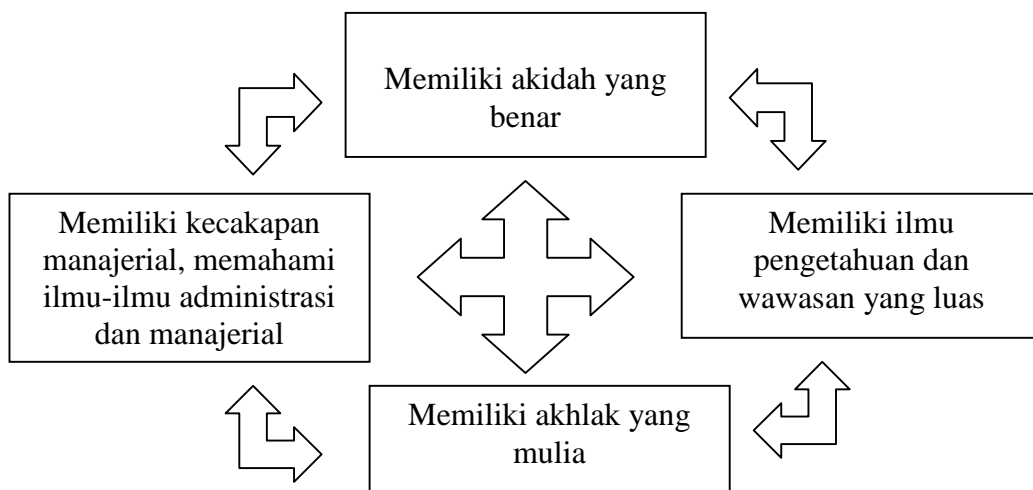 Memiliki akidah yang
benar
Memiliki kecakapan
manajerial, memahami
ilmu-ilmu administrasi
dan manajerial
Memiliki ilmu
pengetahuan dan
wawasan yang luas
Memiliki akhlak yang
mulia